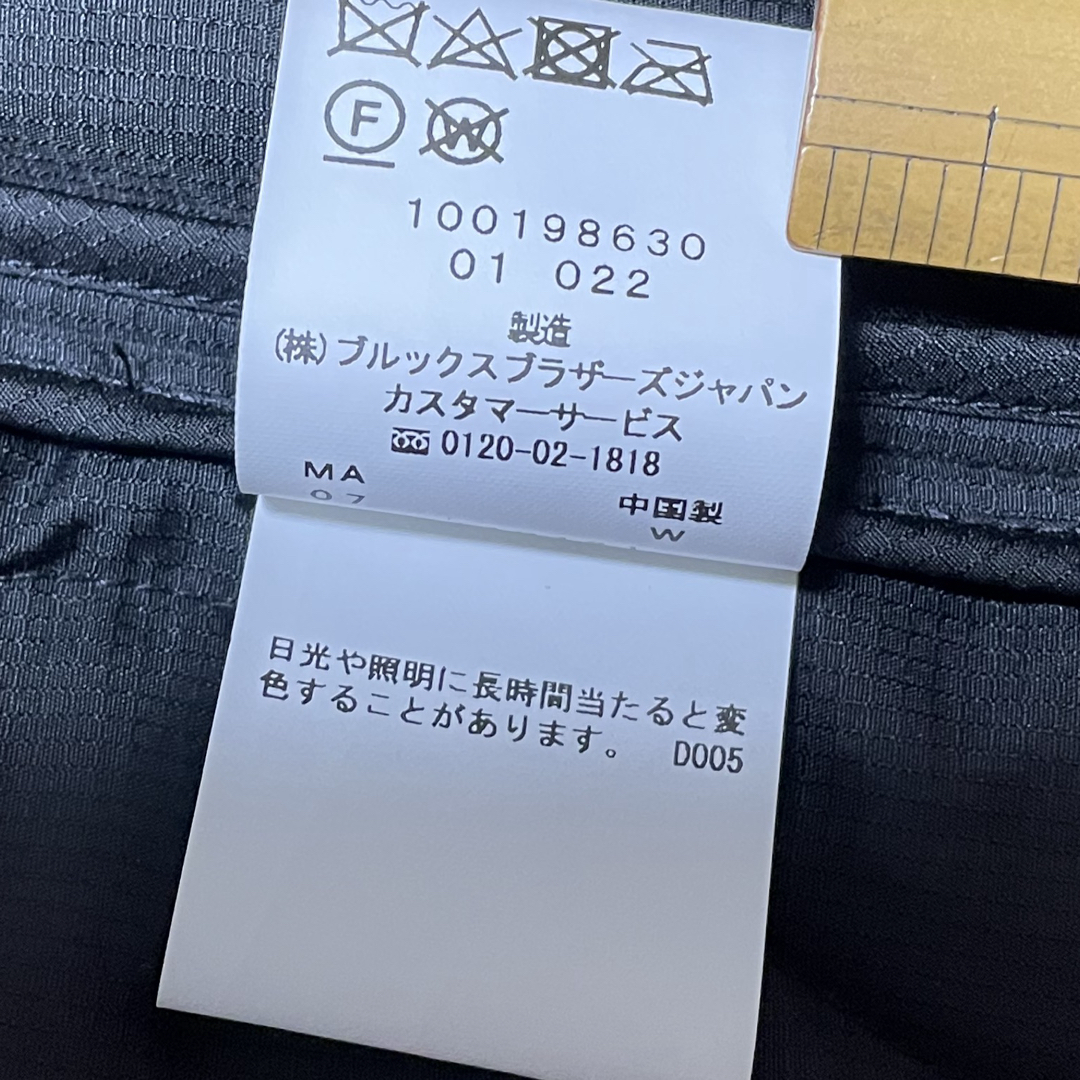 F
W
100198630
01 022
製造
(株)ブルックスブラザーズジャパン
カスタマーサービス
0120-02-1818
MA
07
中国製
W
日光や照明に長時間当たると変
色することがあります。 D005